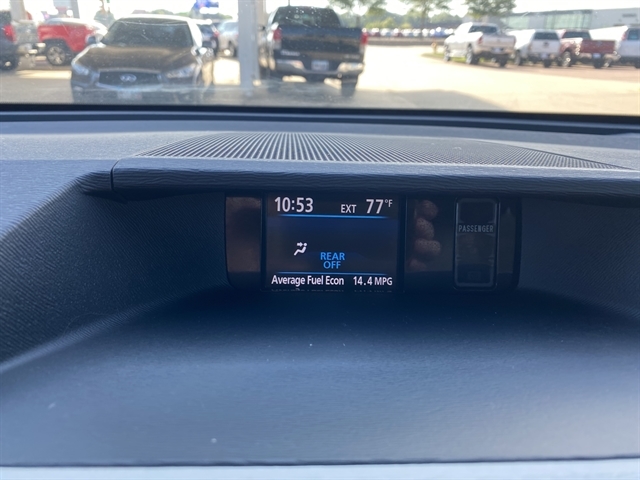 10:53 EXT 77°F
REAR
OFF
Average Fuel Econ 14.4 MPG
PASSENGER